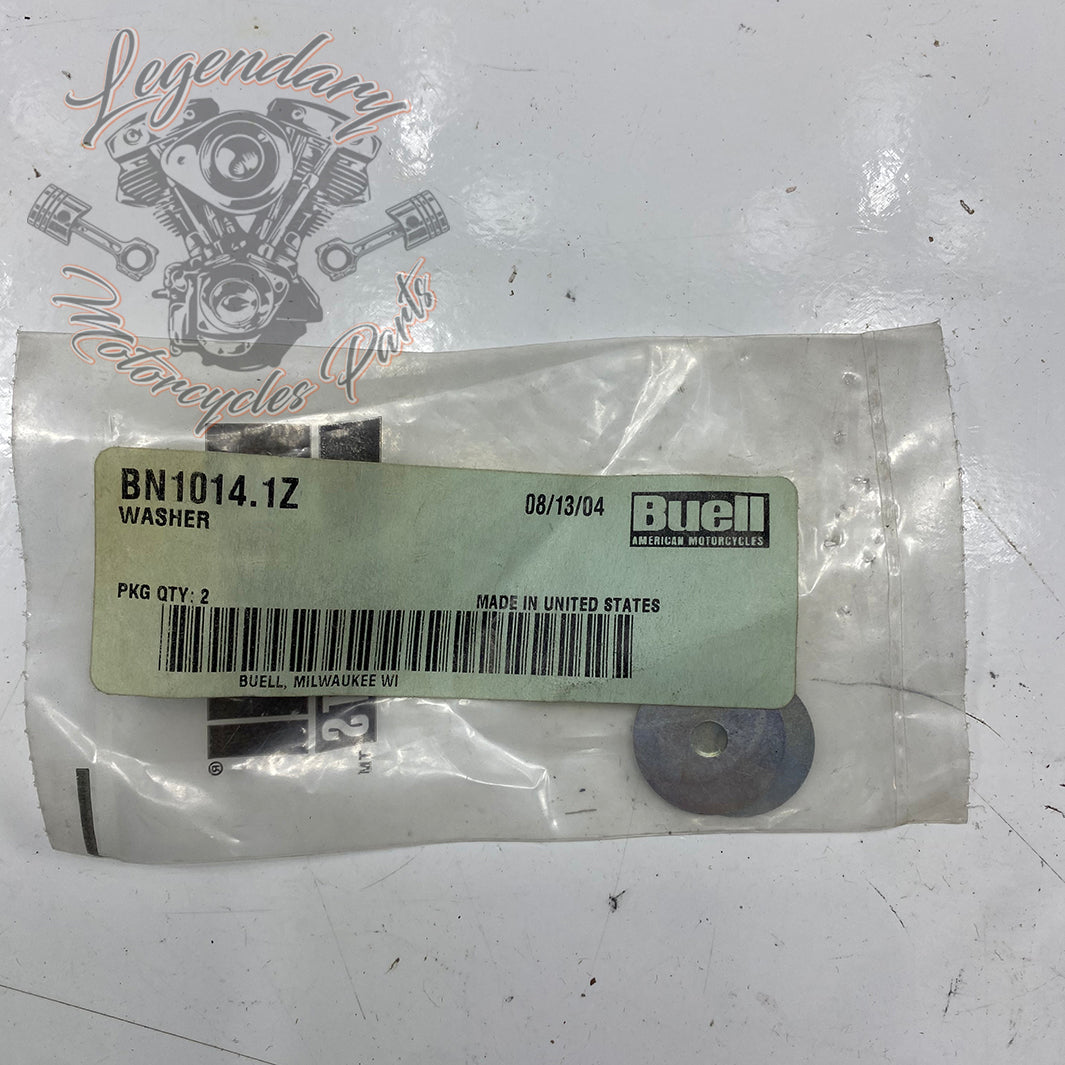 Legendary
Motorcycles Parts
BN1014.1Z
WASHER
08/13/04
Buell
AMERICAN MOTORCYCLES
PKG QTY: 2
MADE IN UNITED STATES
BUELL, MILWAUKEE WI
®